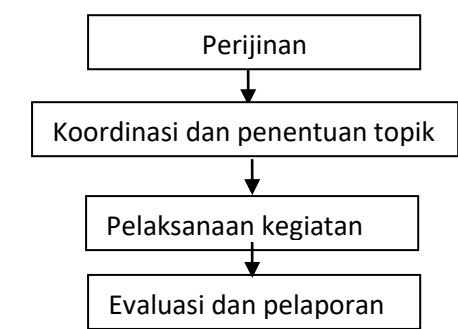 Perijinan
Koordinasi dan penentuan topik
Pelaksanaan kegiatan
Evaluasi dan pelaporan